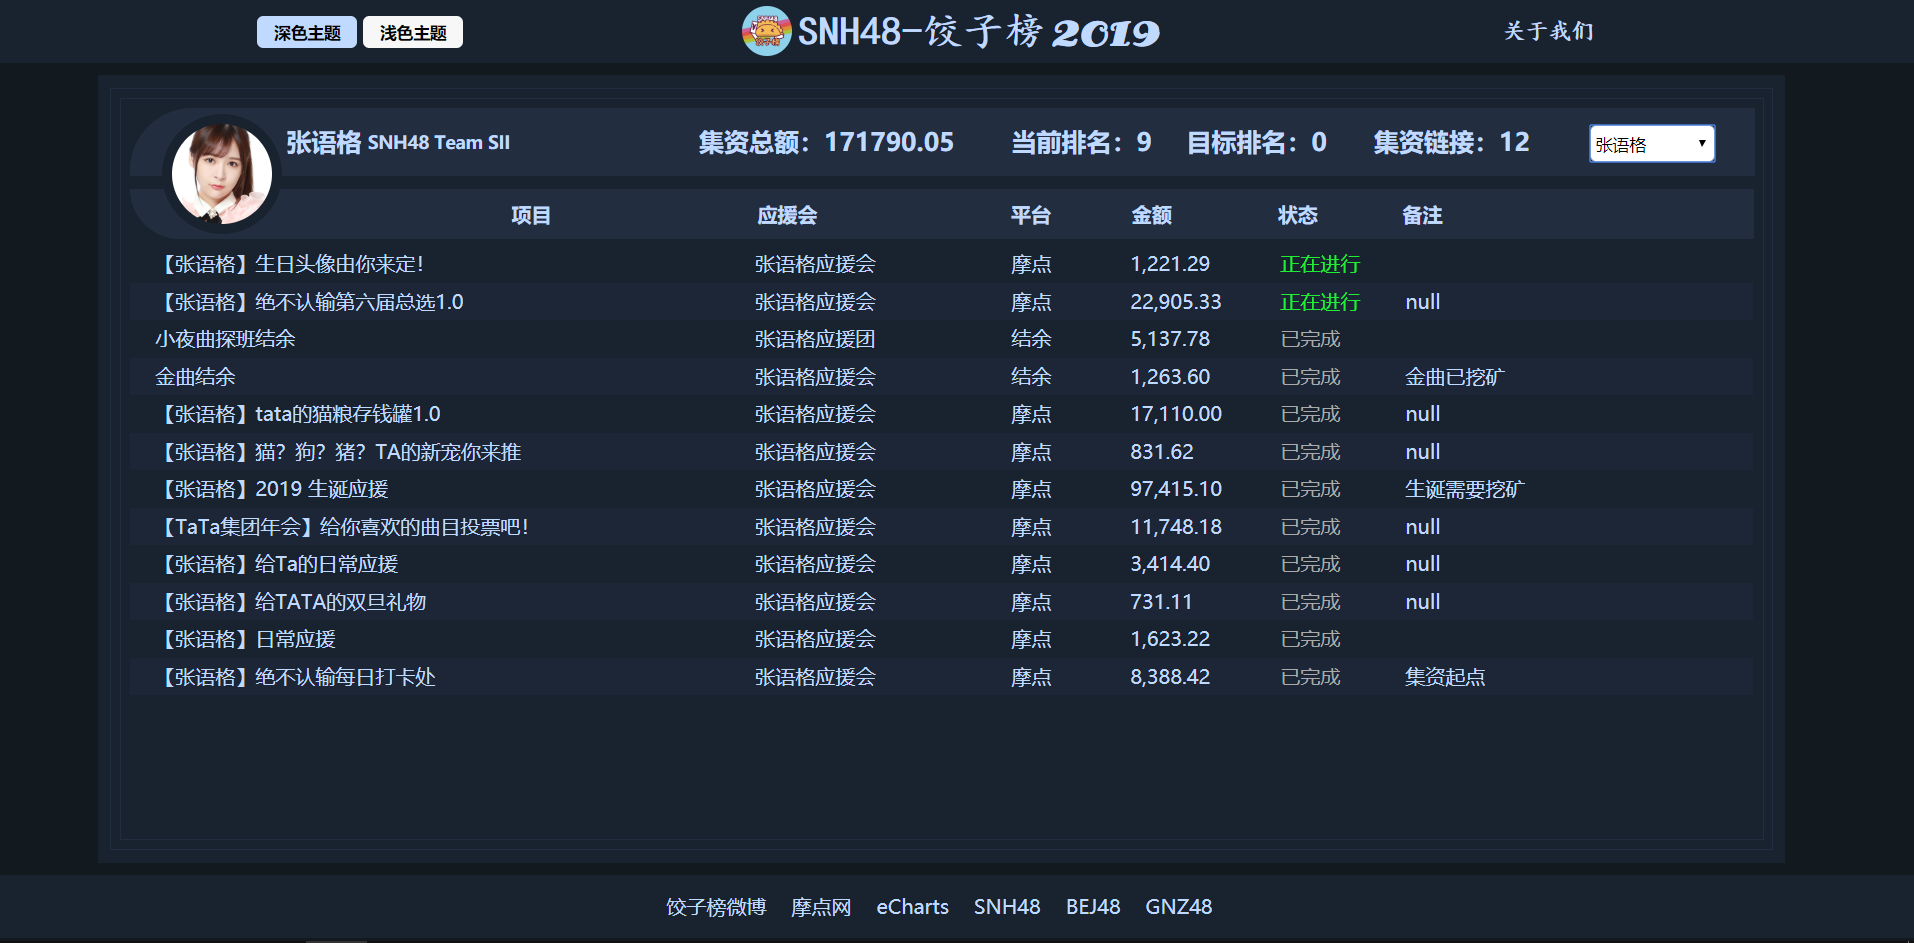 深色主题 浅色主题 SNH48-饺子榜 2019 关于我们
张语格 SNH48 Team SII 集资总额：171790.05 当前排名：9 目标排名：0 集资链接：12 张语格
项目 应援会 平台 金额 状态 备注
【张语格】生日头像由你来定！ 张语格应援会 摩点 1,221.29 正在进行
【张语格】绝不认输第六届总选1.0 张语格应援会 摩点 22,905.33 正在进行 null
小夜曲探班结余 张语格应援团 结余 5,137.78 已完成
金曲结余 张语格应援会 结余 1,263.60 已完成 金曲已挖矿
【张语格】tata的猫粮存钱罐1.0 张语格应援会 摩点 17,110.00 已完成 null
【张语格】猫？狗？猪？TA的新宠你来推 张语格应援会 摩点 831.62 已完成 null
【张语格】2019 生诞应援 张语格应援会 摩点 97,415.10 已完成 生诞需要挖矿
【TaTa集团年会】给你喜欢的曲目投票吧！ 张语格应援会 摩点 11,748.18 已完成 null
【张语格】给Ta的日常应援 张语格应援会 摩点 3,414.40 已完成 null
【张语格】给TATA的双旦礼物 张语格应援会 摩点 731.11 已完成 null
【张语格】日常应援 张语格应援会 摩点 1,623.22 已完成
【张语格】绝不认输每日打卡处 张语格应援会 摩点 8,388.42 已完成 集资起点
饺子榜微博 摩点网 eCharts SNH48 BEJ48 GNZ48